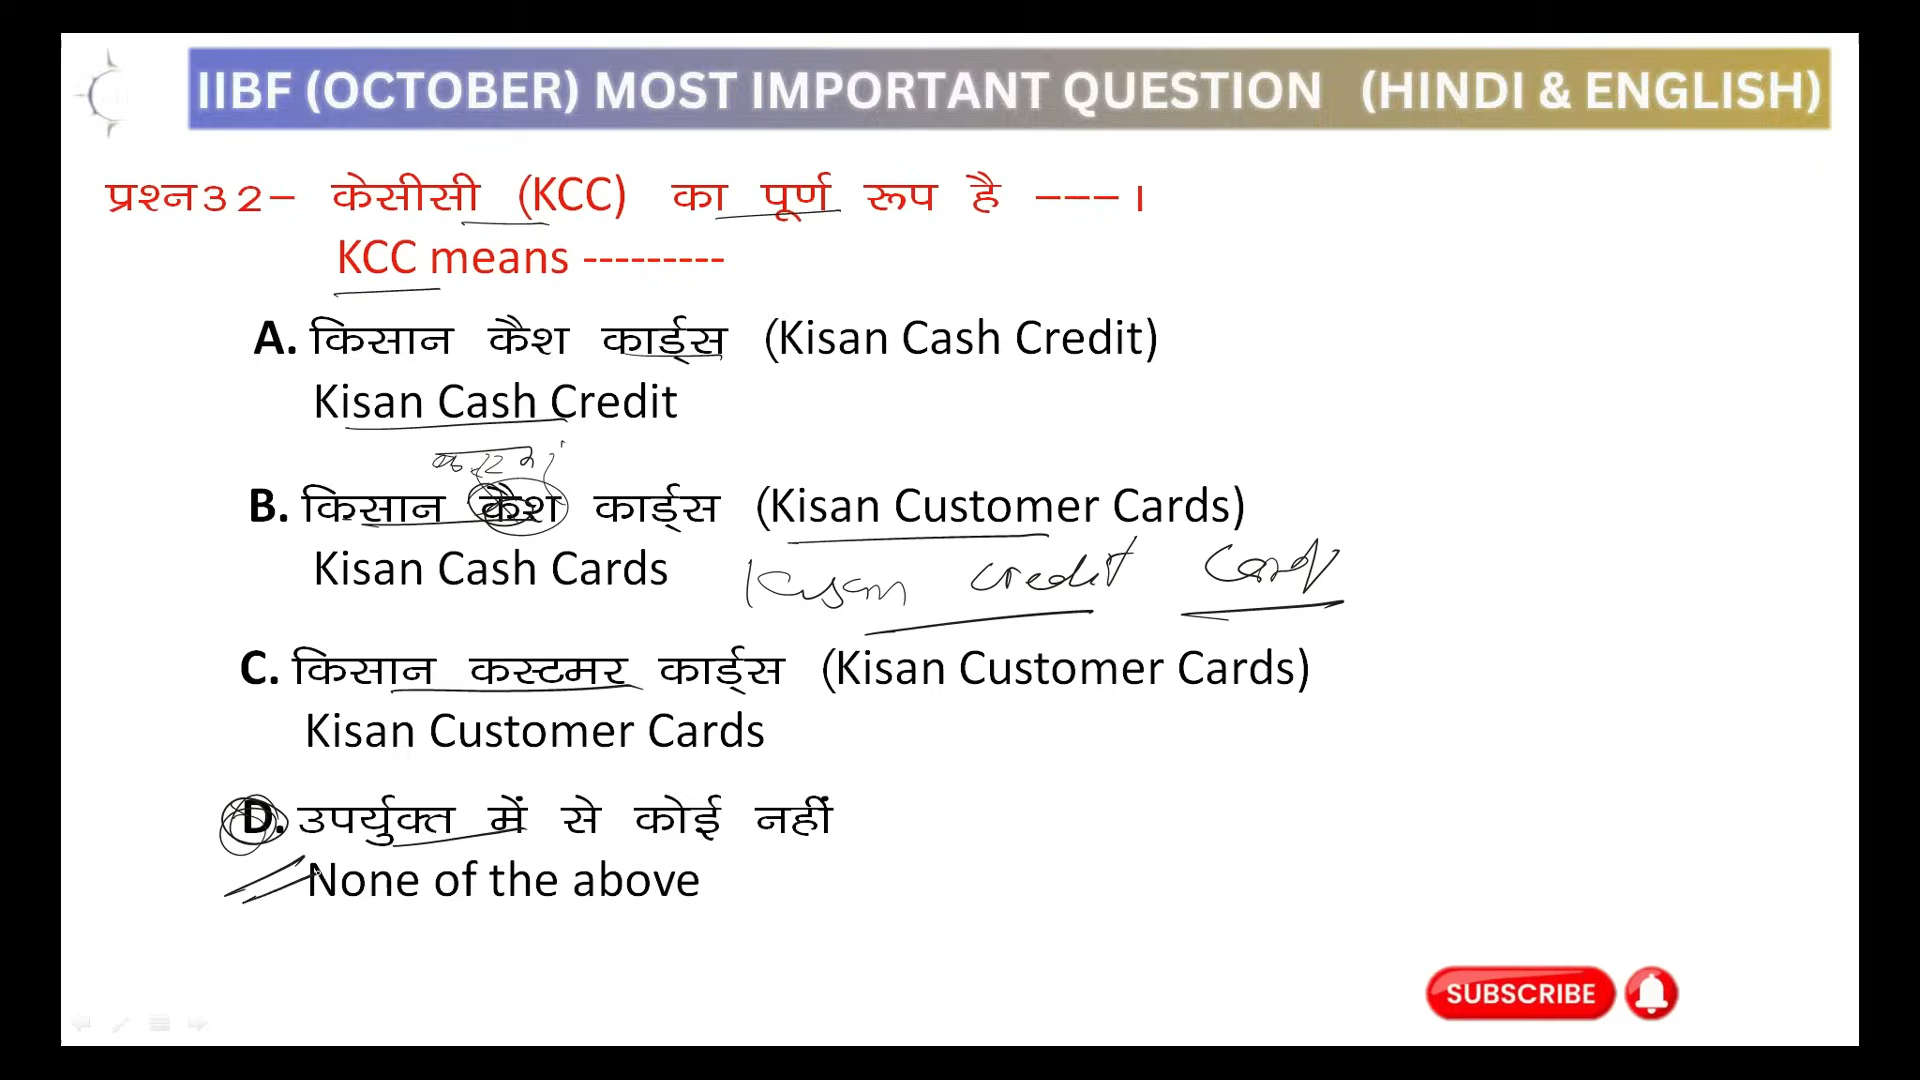 IIBF (OCTOBER) MOST IMPORTANT QUESTION (HINDI & ENGLISH)
प्रश्न32- केसीसी (KCC) का पूर्ण रूप है ---।
KCC means ---------
A. किसान कैश कार्ड्स (Kisan Cash Credit)
Kisan Cash Credit
B. किसान कैश कार्ड्स (Kisan Customer Cards)
Kisan Cash Cards
Kisan Credit Cards
C. किसान कस्टमर कार्ड्स (Kisan Customer Cards)
Kisan Customer Cards
D. उपर्युक्त में से कोई नहीं
None of the above
SUBSCRIBE